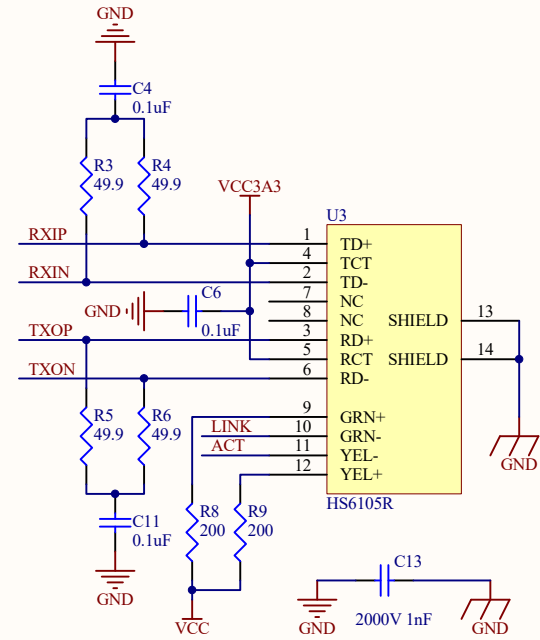 GND
C4
0.1uF
R3
49.9
R4
49.9
VCC3A3
U3
RXIP
1
TD+
4
TCT
RXIN
2
TD-
7
NC
C6
GND
8
NC
SHIELD
13
0.1uF
TXOP
3
RD+
5
RCT
SHIELD
14
TXON
6
RD-
R5
49.9
R6
49.9
9
GRN+
LINK
10
GRN-
ACT
11
YEL-
12
YEL+
GND
HS6105R
C11
0.1uF
R8
200
R9
200
GND
VCC
C13
2000V 1nF
GND
GND